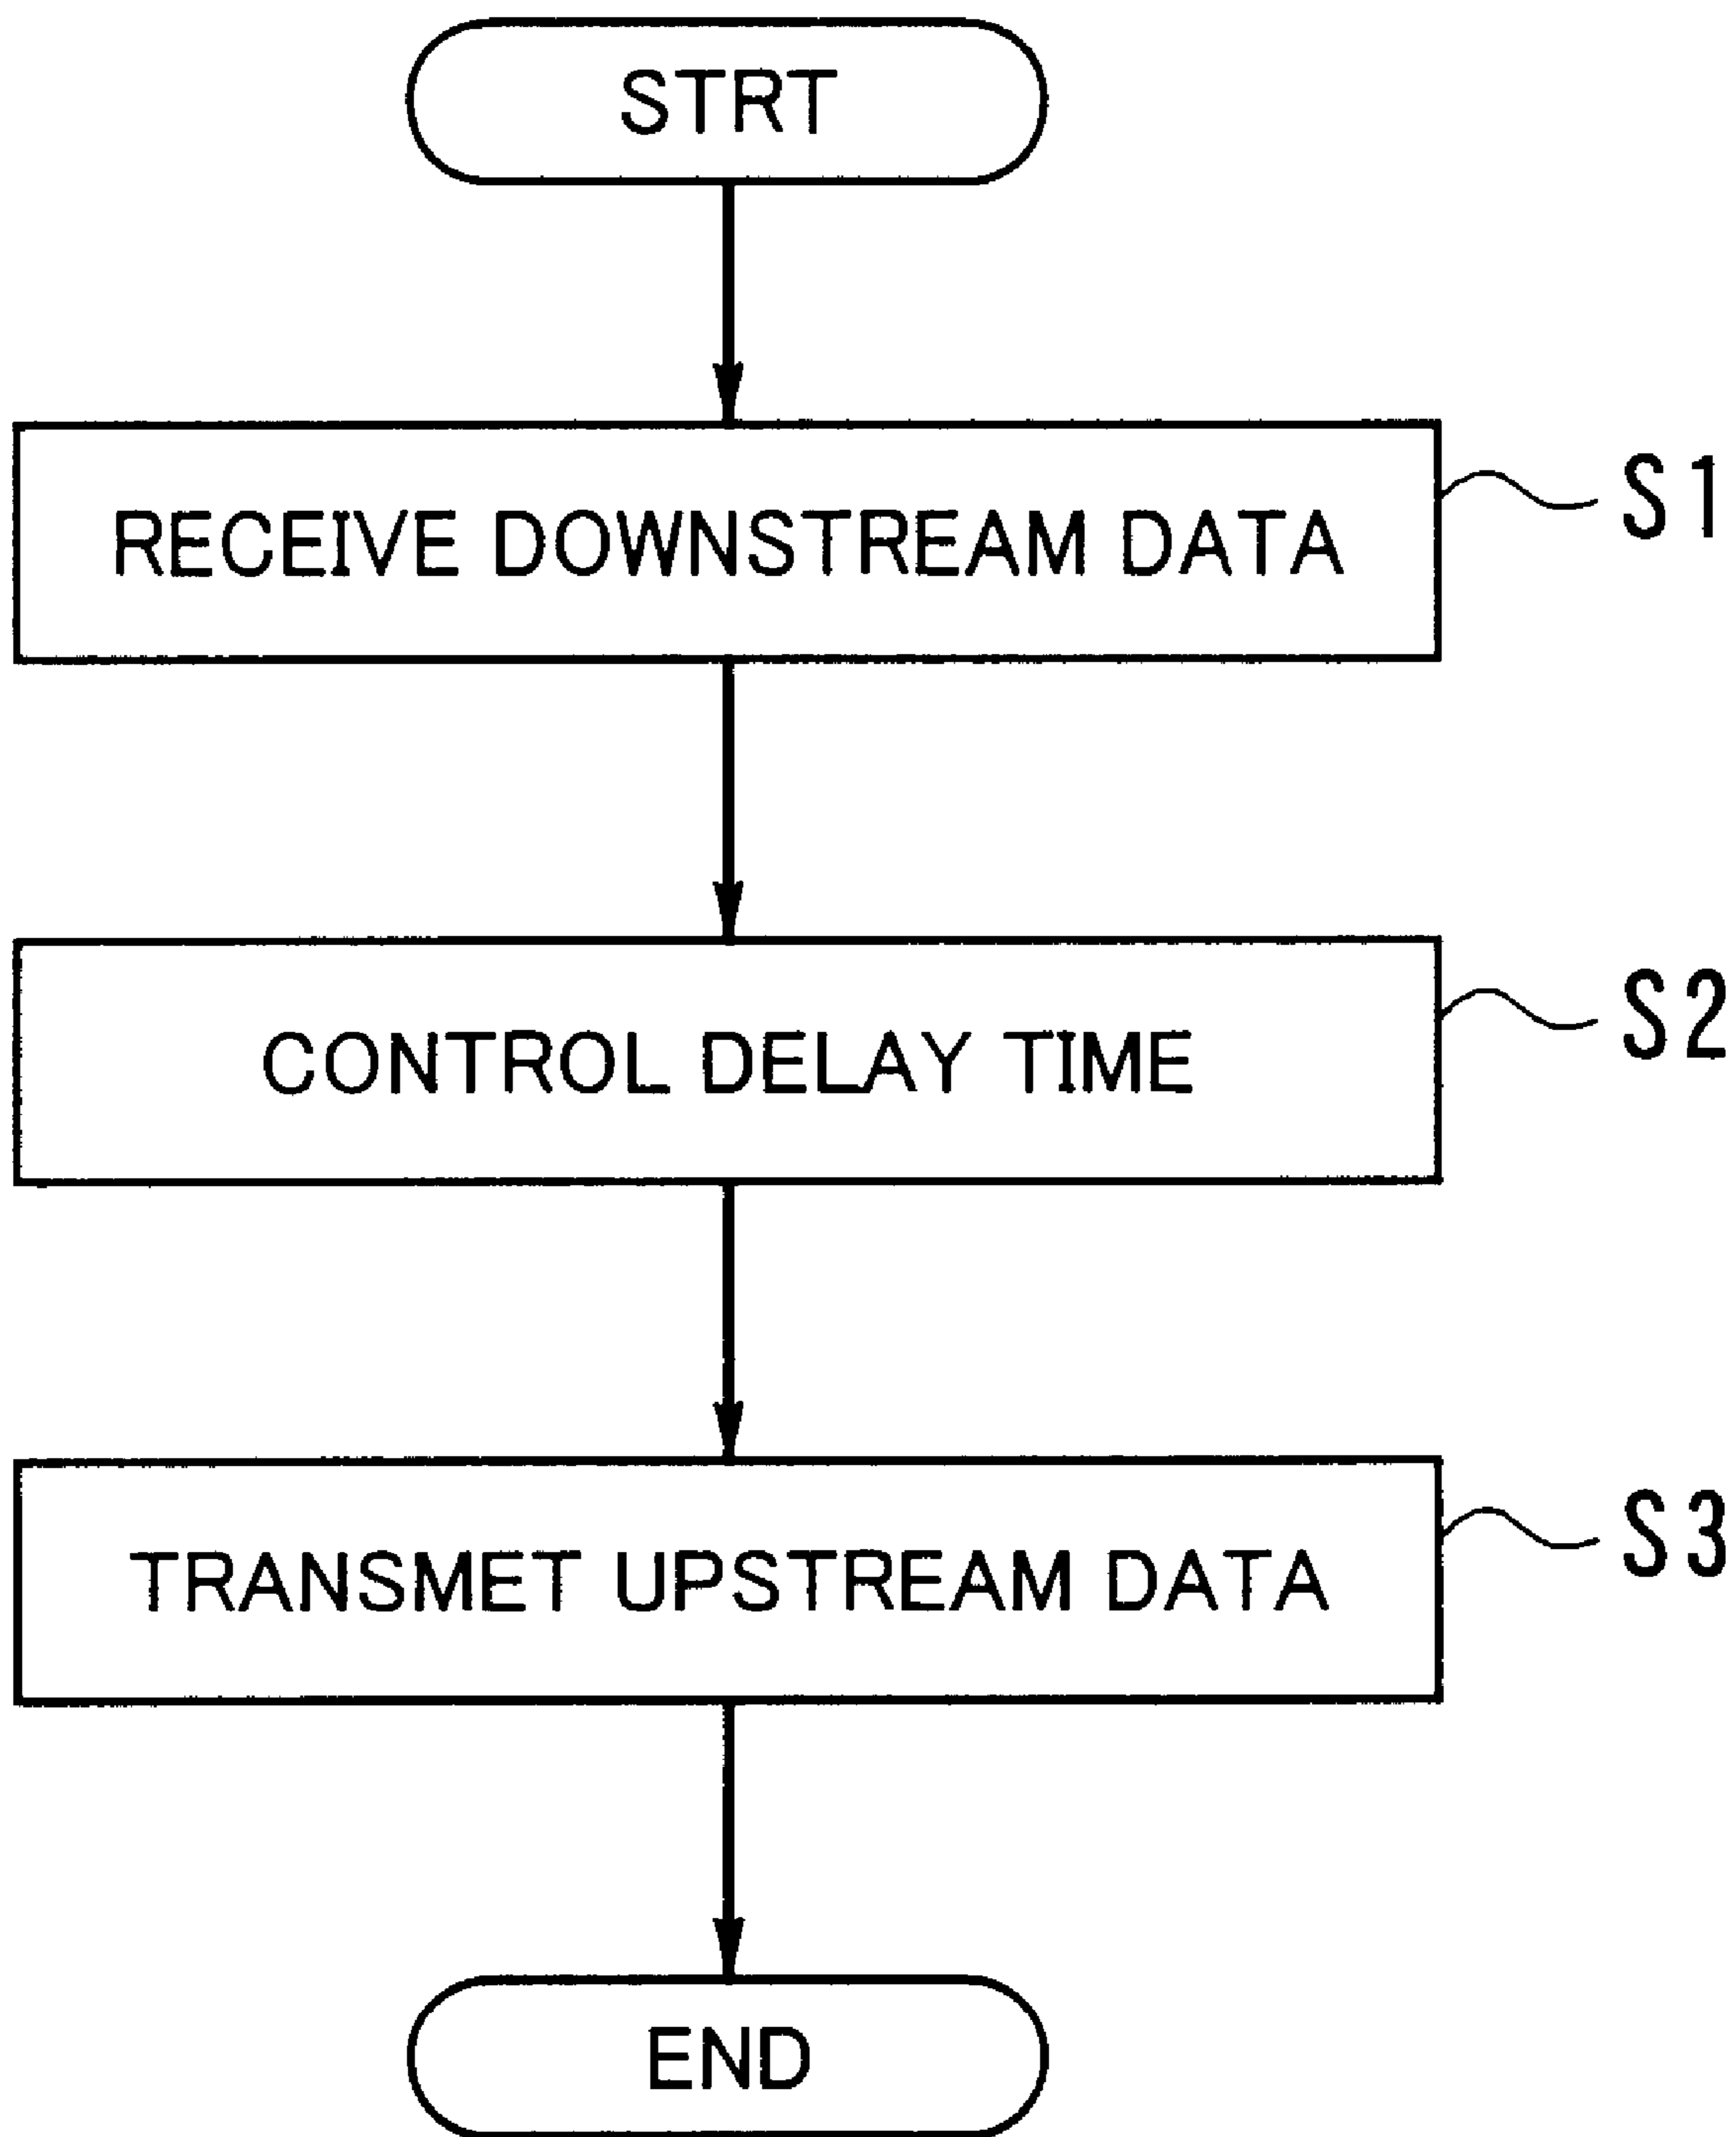 STRT
RECEIVE DOWNSTREAM DATA
S1
CONTROL DELAY TIME
S2
TRANSMET UPSTREAM DATA
S3
END